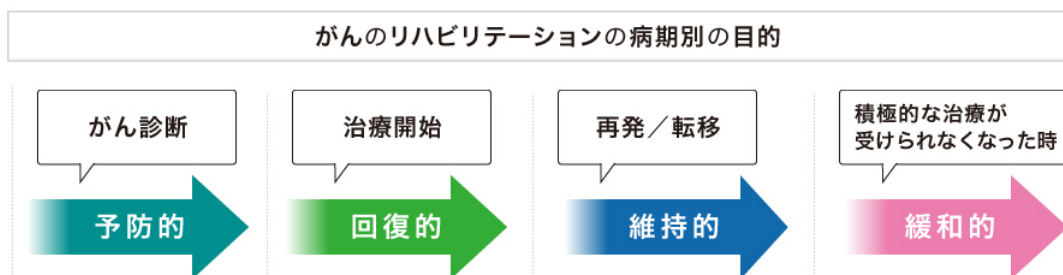 がんのリハビリテーションの病期別の目的
がん診断
治療開始
再発／転移
積極的な治療が
受けられなくなった時
予防的
回復的
維持的
緩和的